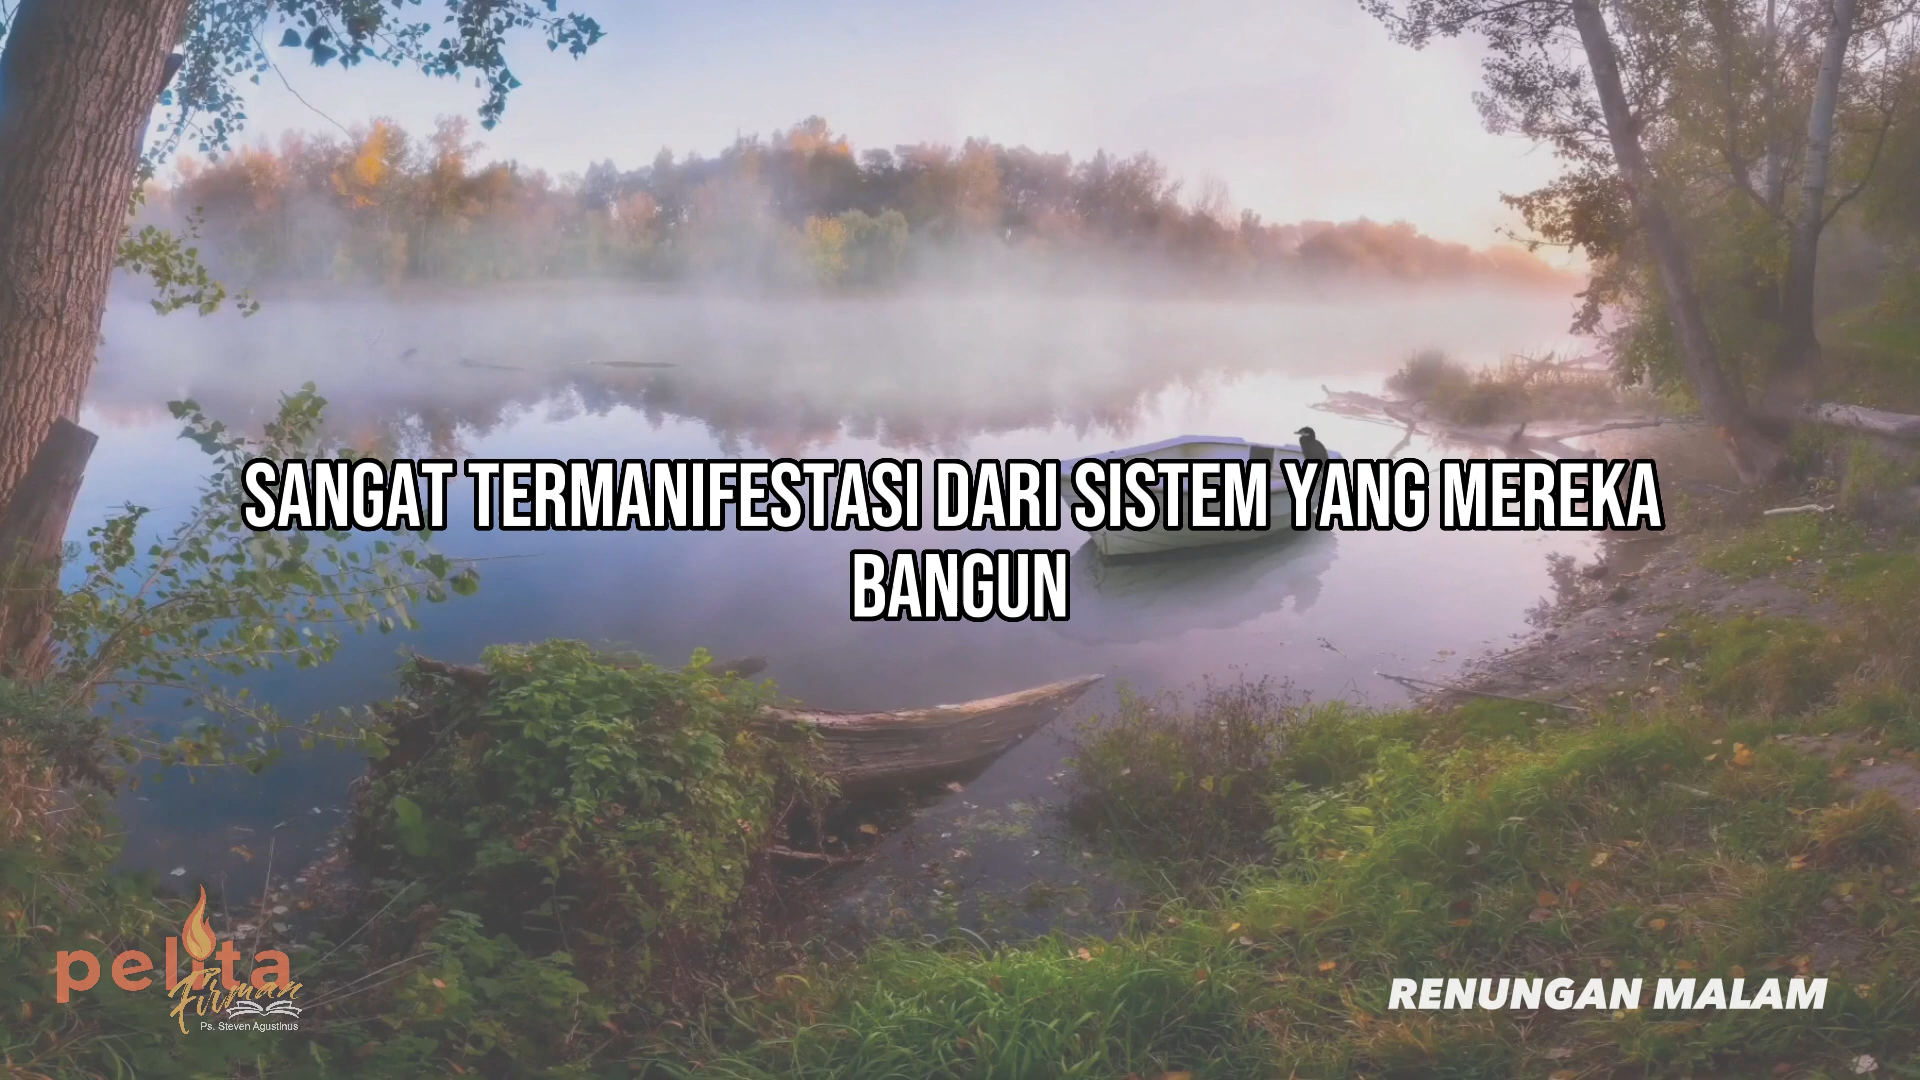 SANGAT TERMANIFESTASI DARI SISTEM YANG MEREKA
BANGUN
pelita
Firman
Ps. Steven Agustinus
RENUNGAN MALAM